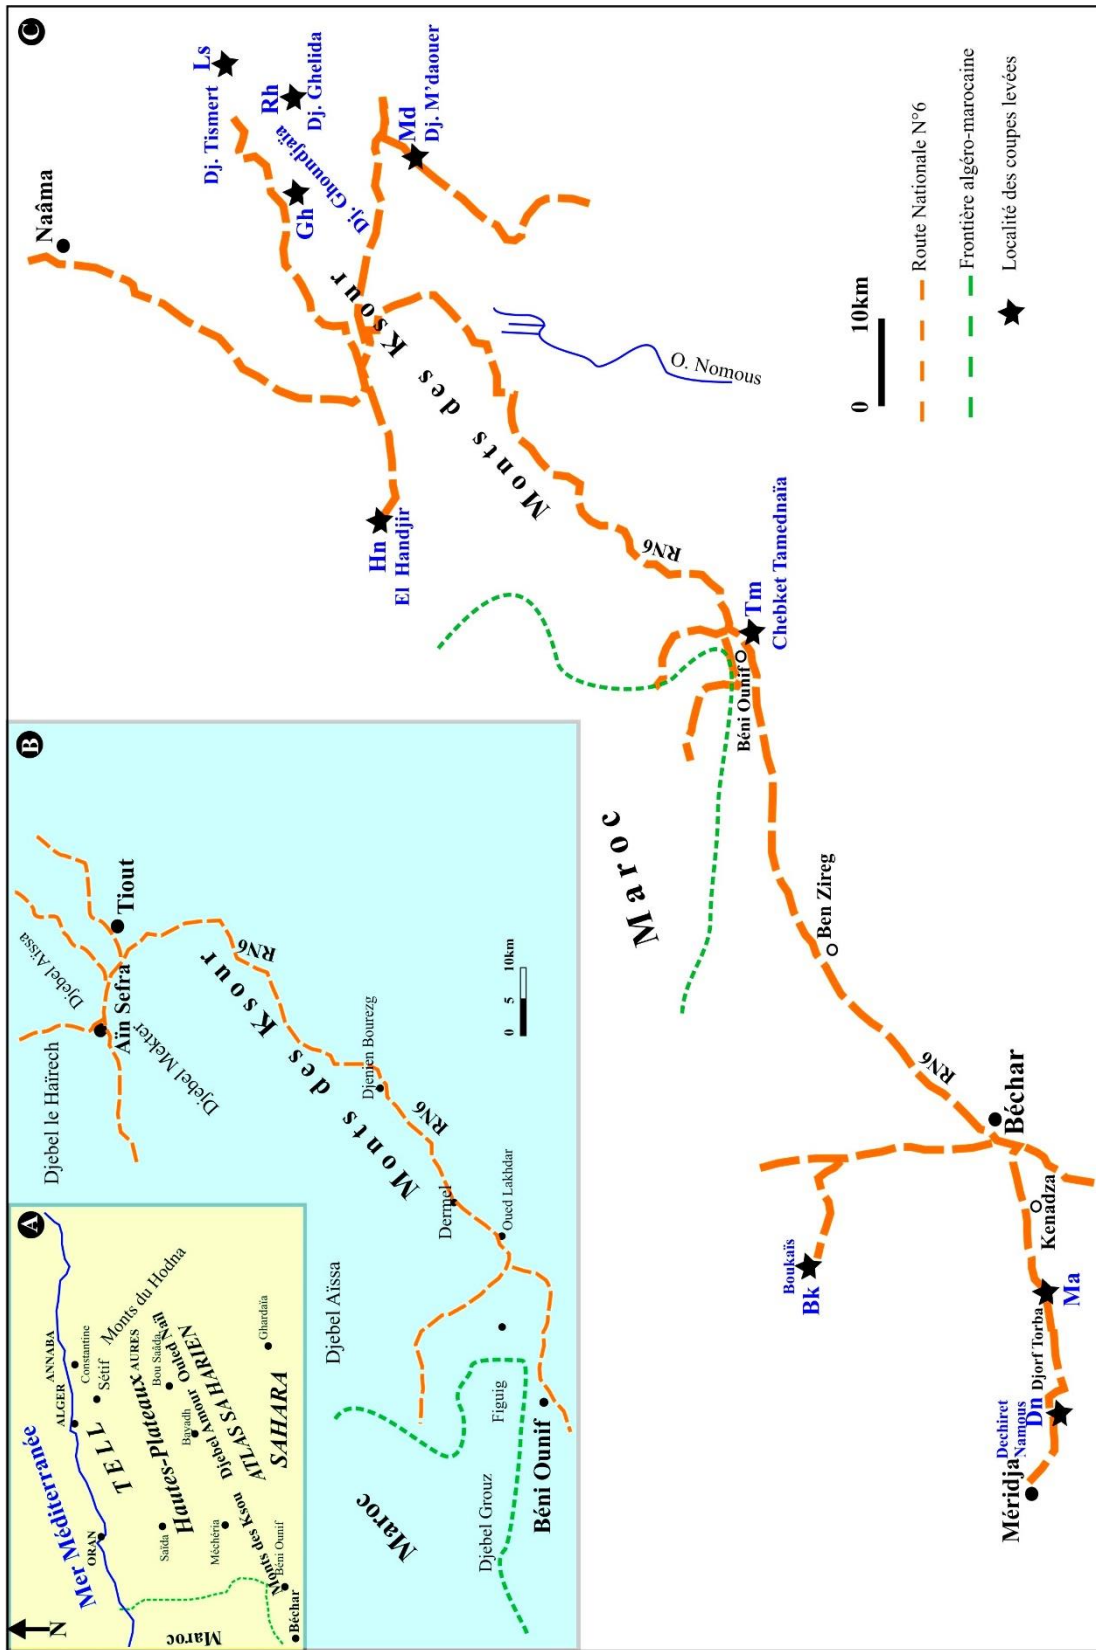 A
N
Mer Méditerranée
ORAN
ALGER
ANNABA
Constantine
Sétif
TELL
Monts du Hodna
Hautes-Plateaux
AURES
Saïda
Bou Saâda
Bayadh
Méchéria
Djebel Amour
Ouled Naïl
ATLAS SAHARIEN
Monts des Ksou
Ghardaïa
SAHARA
Béni Ounif
Béchar
Maroc
B
Djebel le Haïrech
Djebel Aïssa
Aïn Sefra
Tiout
Djebel Mekter
RN6
Monts des Ksour
Djenien Bourezg
RN6
Dermel
Oued Lakhdar
Djebel Aïssa
Figuig
Maroc
Djebel Grouz
Béni Ounif
0 5 10km
C
Naâma
Dj. Tismert
Ls
Rh
Dj. Ghelida
Gh
Dj. Ghoundjaïa
Md
Dj. M'daouer
Hn
El Handjir
Monts des Ksour
O. Nomous
RN6
Tm
Chebket Tamednaïa
Béni Ounif
Maroc
Ben Zireg
RN6
Béchar
Kenadza
Boukaïs
Bk
Ma
Djorf Torba
Dn
Dechiret
Namous
Méridja
0 10km
Route Nationale N°6
Frontière algéro-marocaine
Localité des coupes levées